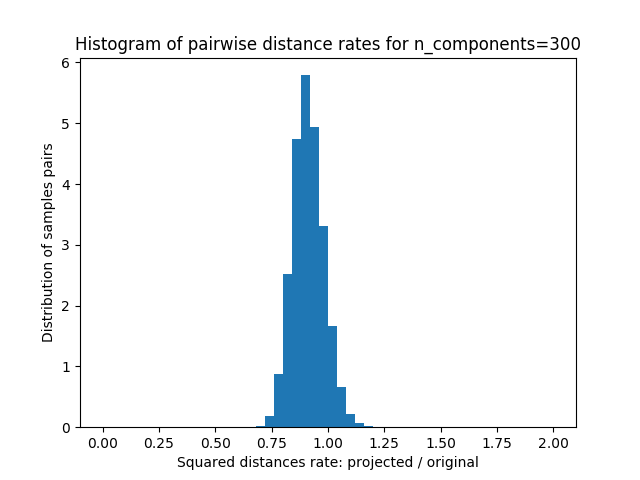 Histogram of pairwise distance rates for n_components=300
Distribution of samples pairs
6
5
4
3
2
1
0
0.00 0.25 0.50 0.75 1.00 1.25 1.50 1.75 2.00
Squared distances rate: projected / original